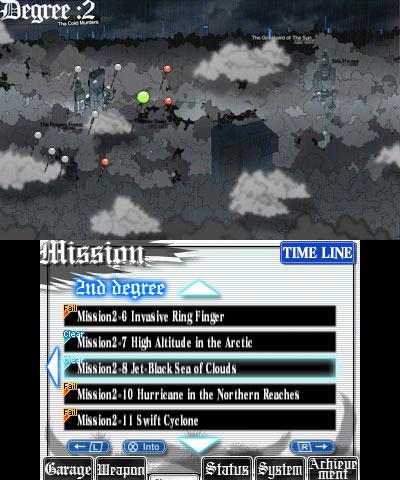 Degree :2
The Cold Murders
The Graveyard of The Sun
Mission
TIME LINE
2nd degree
Fail
Mission2-6 Invasive Ring Finger
Clear
Mission2-7 High Altitude in the Arctic
Clear
Mission2-8 Jet-Black Sea of Clouds
Fail
Mission2-10 Hurricane in the Northern Reaches
Fail
Mission2-11 Swift Cyclone
L
X Into
R
Garage
Weapon
Status
System
Achieve
ment